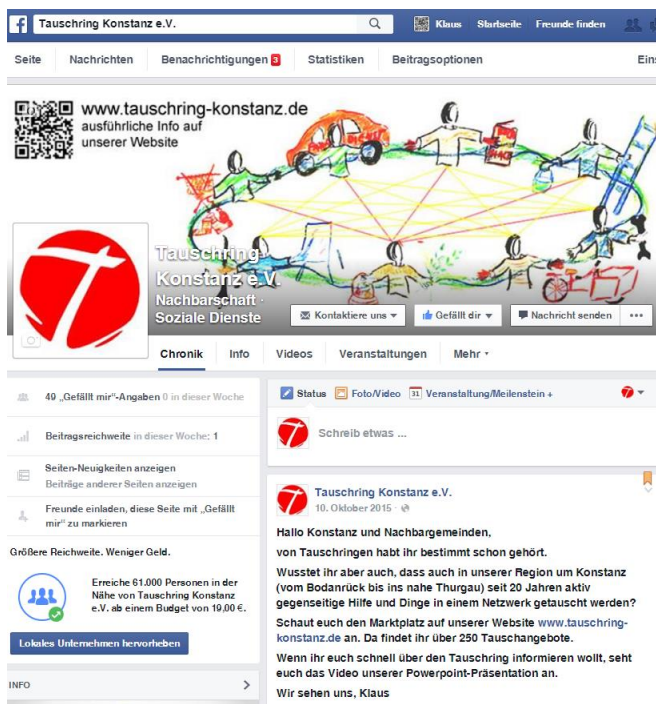 Tauschring Konstanz e.V.
Klaus Startseite Freunde finden
Seite Nachrichten Benachrichtigungen 3 Statistiken Beitragsoptionen Eins
www.tauschring-konstanz.de
ausführliche Info auf
unserer Website
Tauschring
Konstanz e.V.
Nachbarschaft ·
Soziale Dienste
Kontaktiere uns Gefällt dir Nachricht senden
Chronik Info Videos Veranstaltungen Mehr
49 „Gefällt mir"-Angaben 0 in dieser Woche
Beitragsreichweite in dieser Woche: 1
Seiten-Neuigkeiten anzeigen
Beiträge anderer Seiten anzeigen
Freunde einladen, diese Seite mit „Gefällt
mir" zu markieren
Größere Reichweite. Weniger Geld.
Erreiche 61.000 Personen in der
Nähe von Tauschring Konstanz
e.V. ab einem Budget von 19,00 €.
Lokales Unternehmen hervorheben
INFO
Status Foto/Video 31 Veranstaltung/Meilenstein +
Schreib etwas ...
Tauschring Konstanz e.V.
10. Oktober 2015 ·
Hallo Konstanz und Nachbargemeinden,
von Tauschringen habt ihr bestimmt schon gehört.
Wusstet ihr aber auch, dass auch in unserer Region um Konstanz
(vom Bodanrück bis ins nahe Thurgau) seit 20 Jahren aktiv
gegenseitige Hilfe und Dinge in einem Netzwerk getauscht werden?
Schaut euch den Marktplatz auf unserer Website www.tauschring-
konstanz.de an. Da findet ihr über 250 Tauschangebote.
Wenn ihr euch schnell über den Tauschring informieren wollt, seht
euch das Video unserer Powerpoint-Präsentation an.
Wir sehen uns, Klaus